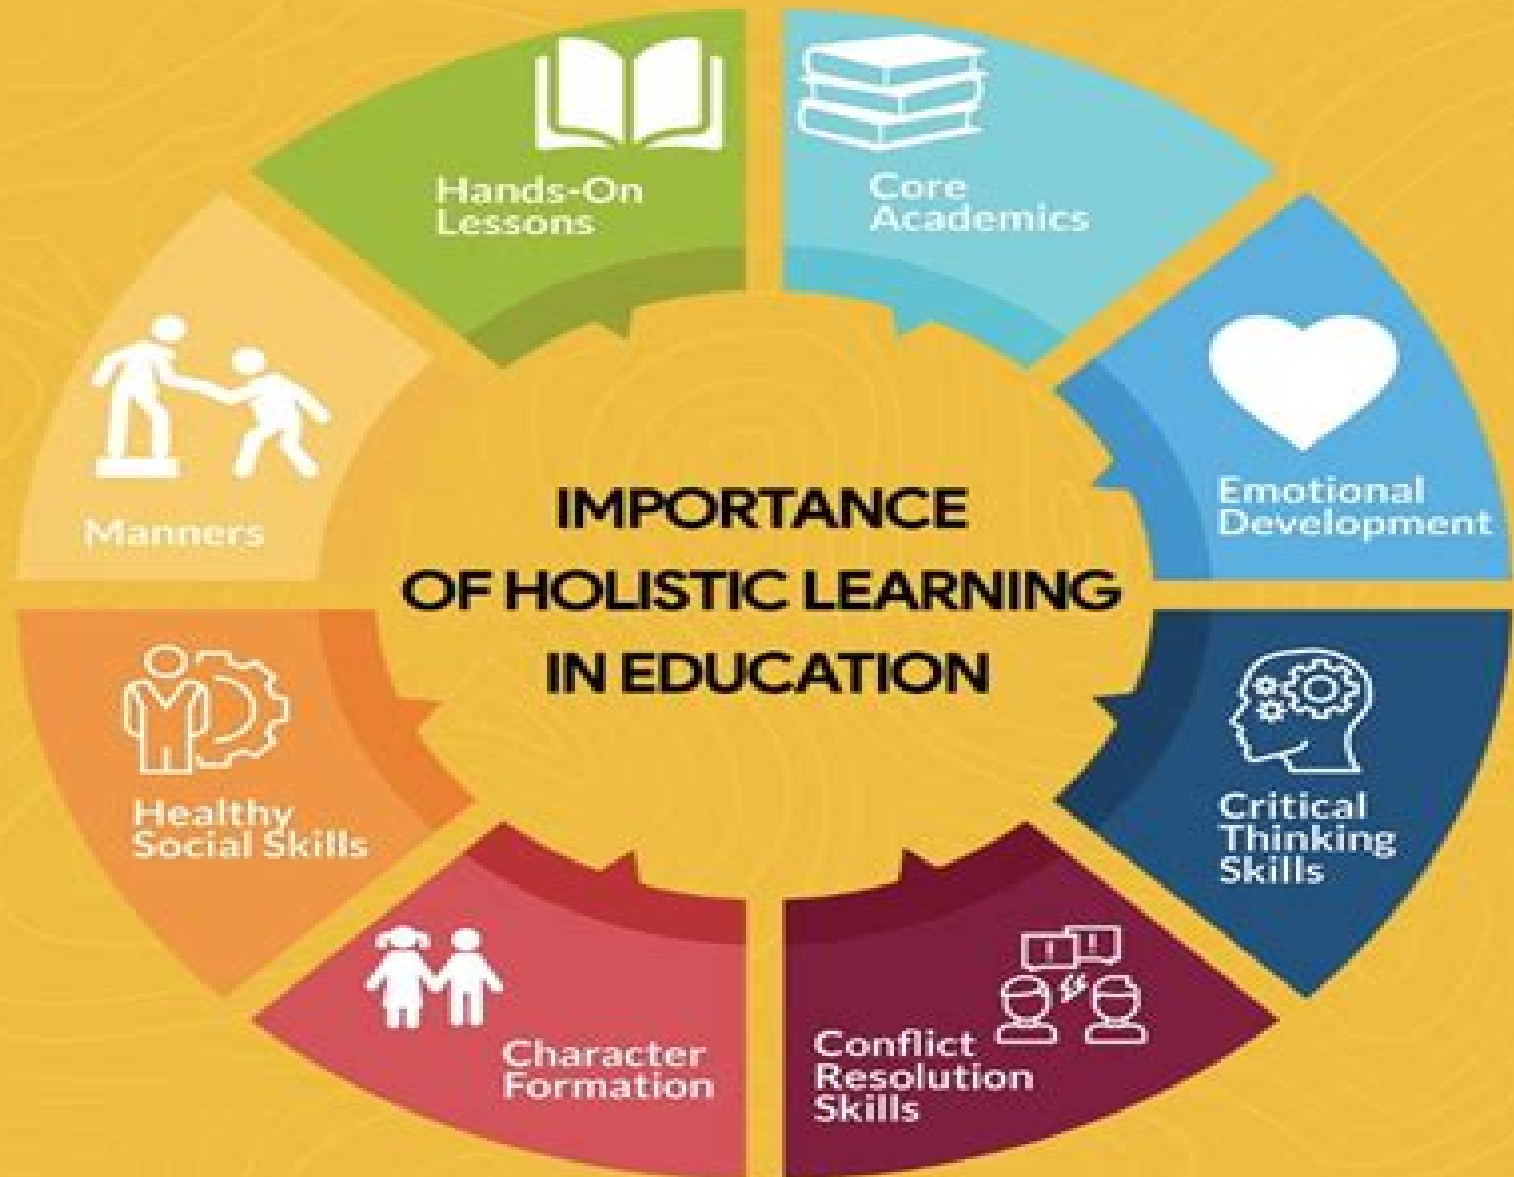 Hands-On
Lessons
Core
Academics
Emotional
Development
Critical
Thinking
Skills
Conflict
Resolution
Skills
Character
Formation
Healthy
Social Skills
Manners
IMPORTANCE
OF HOLISTIC LEARNING
IN EDUCATION